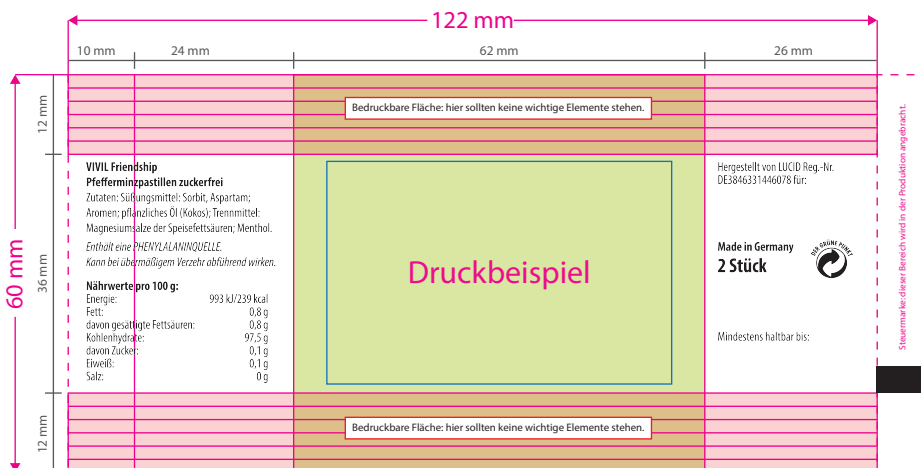 122 mm
10 mm
24 mm
62 mm
26 mm
12 mm
Bedruckbare Fläche: hier sollten keine wichtige Elemente stehen.
60 mm
36 mm
VIVIL Friendship
Pfefferminzpastillen zuckerfrei
Zutaten: Süßungsmittel: Sorbit, Aspartam;
Aromen; pflanzliches Öl (Kokos); Trennmittel:
Magnesiumsalze der Speisefettsäuren; Menthol.
Enthält eine PHENYLALANINQUELLE.
Kann bei übermäßigem Verzehr abführend wirken.
Nährwerte pro 100 g:
Energie: 993 kJ/239 kcal
Fett: 0,8 g
davon gesättigte Fettsäuren: 0,8 g
Kohlenhydrate: 97,5 g
davon Zucker: 0,1 g
Eiweiß: 0,1 g
Salz: 0 g
Druckbeispiel
Hergestellt von LUCID Reg.-Nr.
DE3846331446078 für:
Made in Germany
2 Stück
DER GRÜNE PUNKT
Mindestens haltbar bis:
Steuermarke: dieser Bereich wird in der Produktion angebracht.
12 mm
Bedruckbare Fläche: hier sollten keine wichtige Elemente stehen.